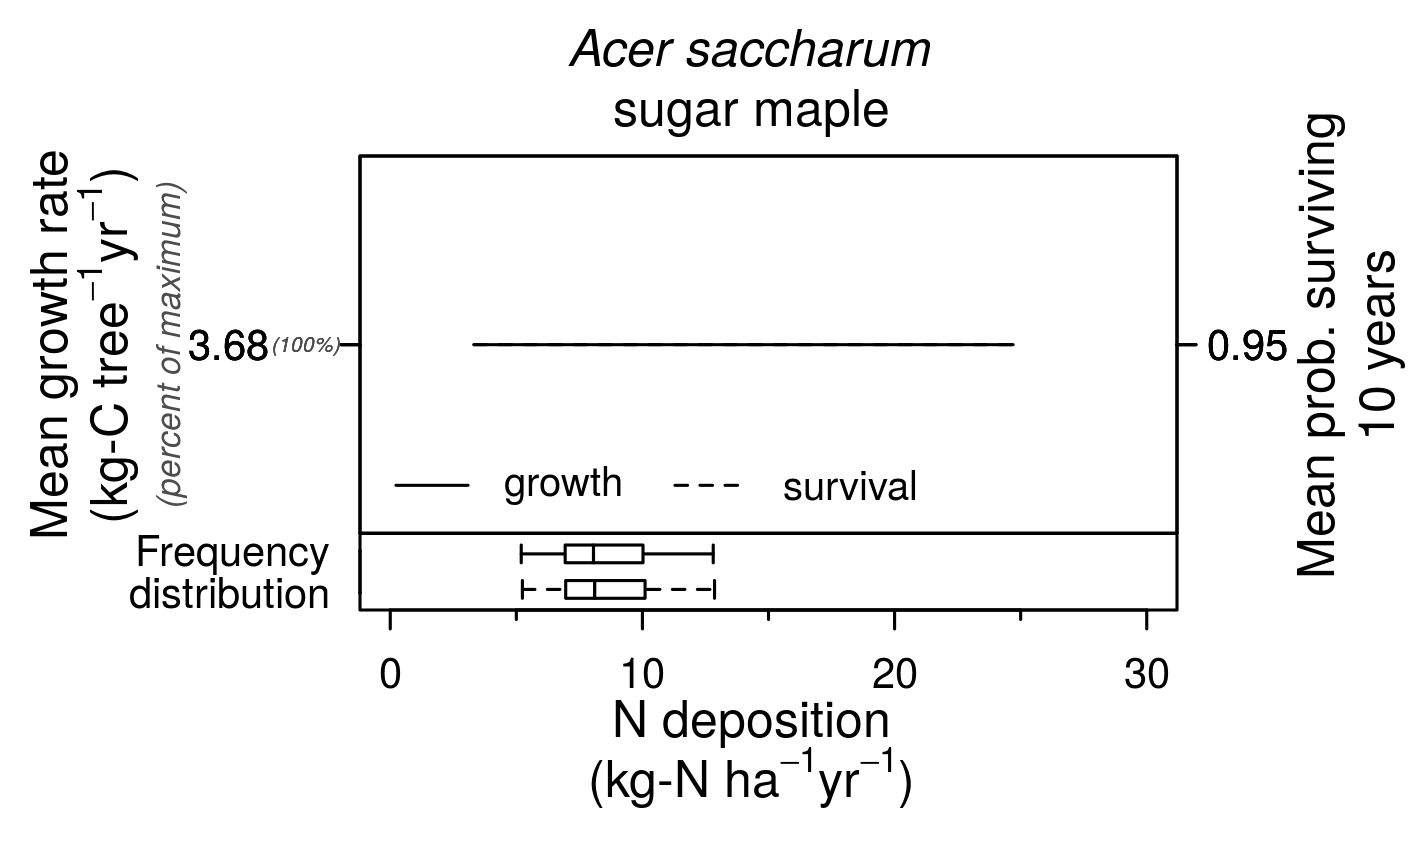 Acer saccharum
sugar maple
Mean growth rate
(kg-C tree⁻¹yr⁻¹)
(percent of maximum)
3.68 (100%)
0.95
Mean prob. surviving
10 years
growth
survival
Frequency
distribution
0 10 20 30
N deposition
(kg-N ha⁻¹yr⁻¹)